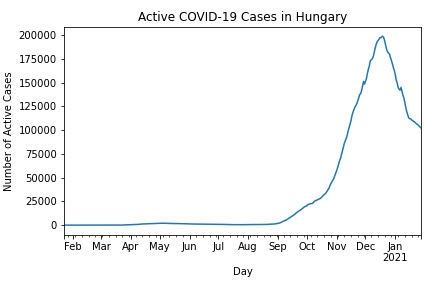 Active COVID-19 Cases in Hungary
200000
175000
150000
125000
100000
75000
50000
25000
0
Number of Active Cases
Feb Mar Apr May Jun Jul Aug Sep Oct Nov Dec Jan
2021
Day